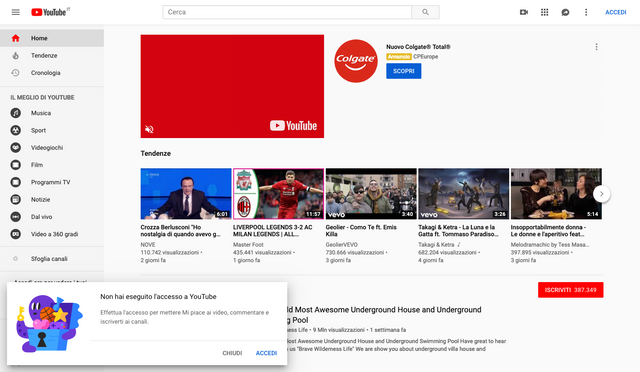 YouTube IT
Cerca
ACCEDI
Home
Tendenze
Cronologia
IL MEGLIO DI YOUTUBE
Musica
Sport
Videogiochi
Film
Programmi TV
Notizie
Dal vivo
Video a 360 gradi
Sfoglia canali
YouTube
Colgate
Nuovo Colgate® Total®
Annuncio CPEurope
SCOPRI
Tendenze
6:01
Crozza Berlusconi "Ho
nostalgia di quando avevo g...
NOVE
110.742 visualizzazioni •
2 giorni fa
11:57
LIVERPOOL LEGENDS 3-2 AC
MILAN LEGENDS | ALL...
Master Foot
435.441 visualizzazioni •
1 giorno fa
vevo
3:40
Geolier - Como Te ft. Emis
Killa
GeolierVEVO
730.666 visualizzazioni •
3 giorni fa
vevo
3:26
Takagi & Ketra - La Luna e la
Gatta ft. Tommaso Paradiso...
Takagi & Ketra ♪
682.204 visualizzazioni •
4 giorni fa
5:14
Insopportabilmente donna -
Le donne e l'aperitivo feat...
Melodramachic by Tess Masa...
397.895 visualizzazioni •
3 giorni fa
ISCRIVITI 387.349
ld Most Awesome Underground House and Underground
g Pool
ness Life • 9 Mln visualizzazioni • 1 settimana fa
Most Awesome Underground House and Underground Swimming Pool Have great to hear
us "Brave Wilderness Life" We are show you about underground villa house and
Non hai eseguito l'accesso a YouTube
Effettua l'accesso per mettere Mi piace ai video, commentare e
iscriverti ai canali.
CHIUDI
ACCEDI